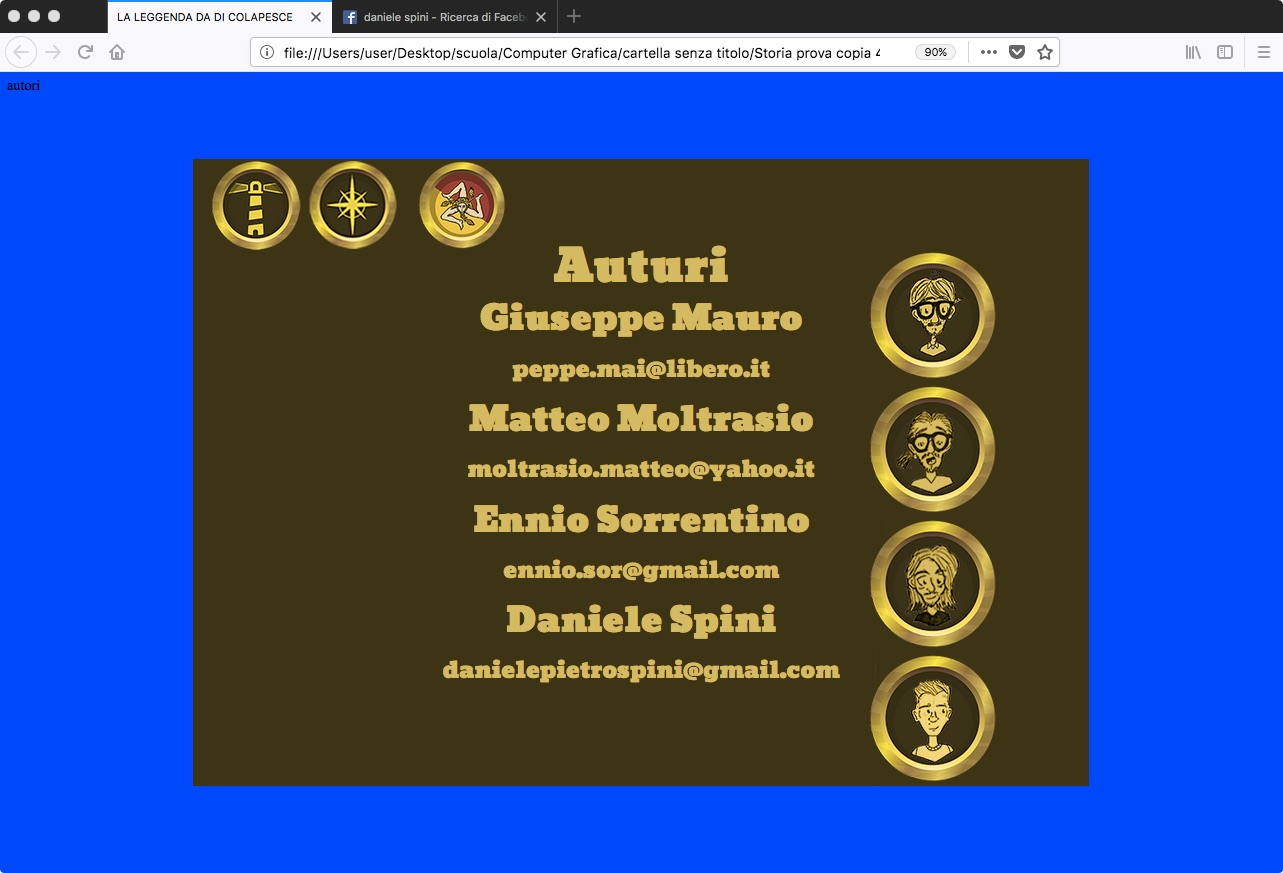 LA LEGGENDA DA DI COLAPESCE
daniele spini - Ricerca di Faceb
file:///Users/user/Desktop/scuola/Computer Grafica/cartella senza titolo/Storia prova copia 4
90%
autori
Auturi
Giuseppe Mauro
peppe.mai@libero.it
Matteo Moltrasio
moltrasio.matteo@yahoo.it
Ennio Sorrentino
ennio.sor@gmail.com
Daniele Spini
danielepietrospini@gmail.com